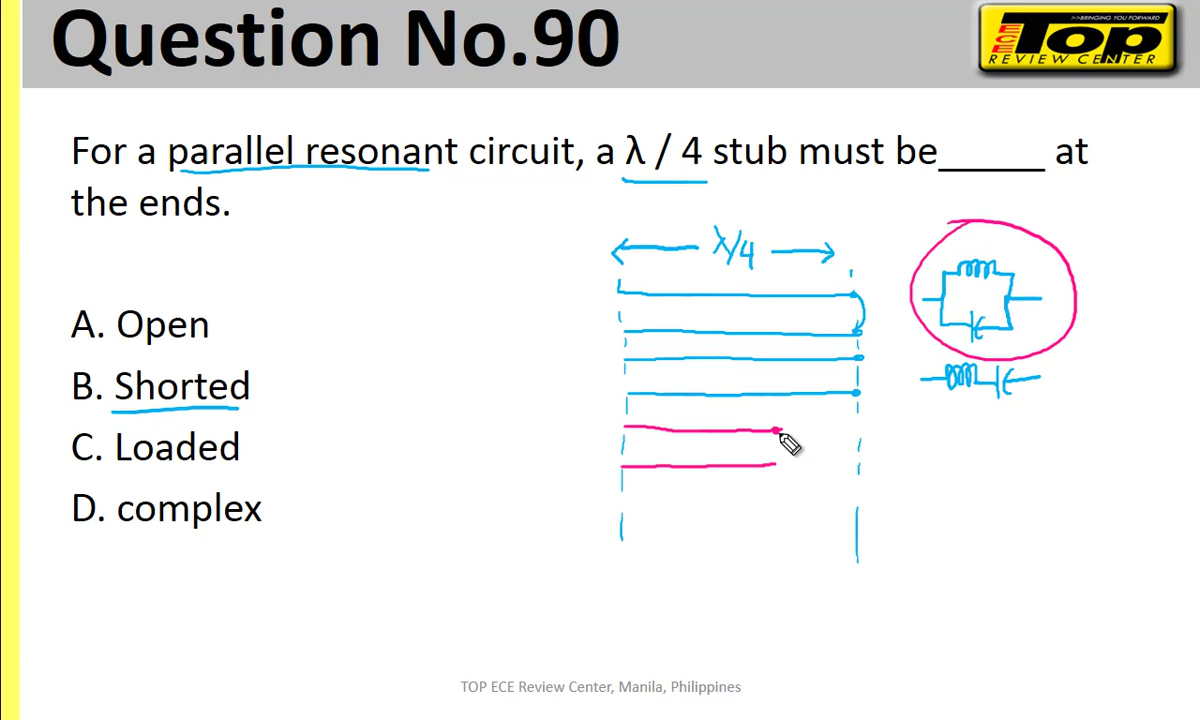 Question No.90
>>BRINGING YOU FORWARD
ECE Top
REVIEW CENTER
For a parallel resonant circuit, a λ / 4 stub must be______ at
the ends.
λ/4
A. Open
B. Shorted
C. Loaded
D. complex
TOP ECE Review Center, Manila, Philippines